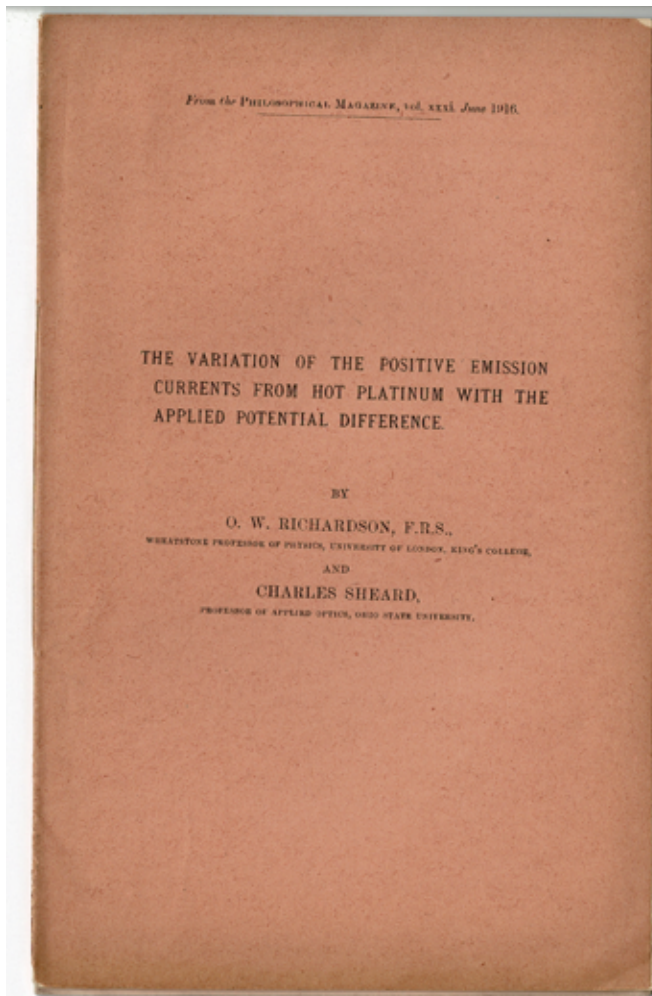 From the PHILOSOPHICAL MAGAZINE, vol. xxxi. June 1916.
THE VARIATION OF THE POSITIVE EMISSION
CURRENTS FROM HOT PLATINUM WITH THE
APPLIED POTENTIAL DIFFERENCE.
BY
O. W. RICHARDSON, F.R.S.,
WHEATSTONE PROFESSOR OF PHYSICS, UNIVERSITY OF LONDON, KING'S COLLEGE,
AND
CHARLES SHEARD,
PROFESSOR OF APPLIED OPTICS, OHIO STATE UNIVERSITY.